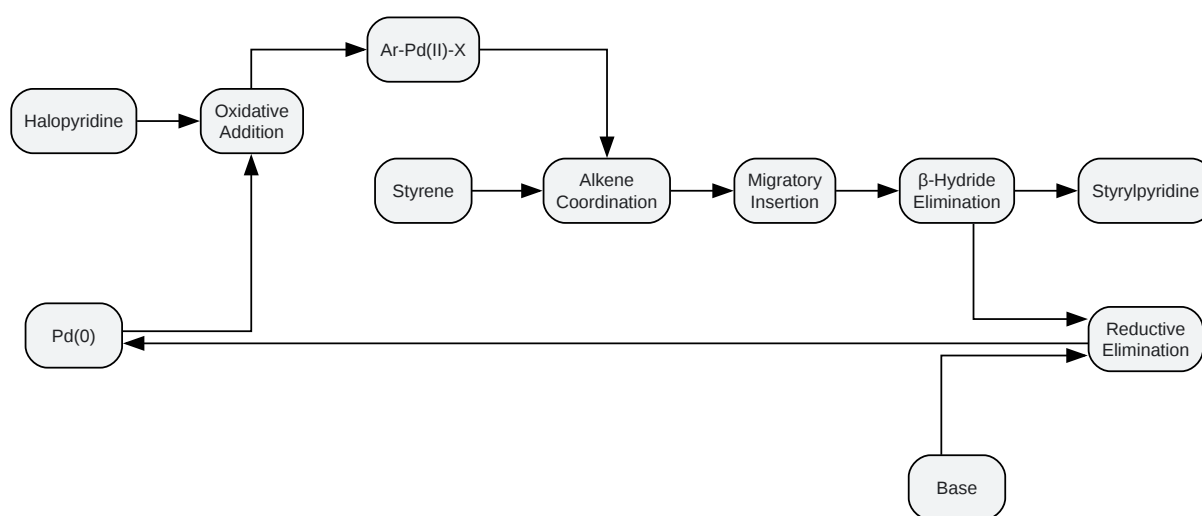 Ar-Pd(II)-X
Halopyridine
Oxidative
Addition
Styrene
Alkene
Coordination
Migratory
Insertion
β-Hydride
Elimination
Styrylpyridine
Pd(0)
Reductive
Elimination
Base